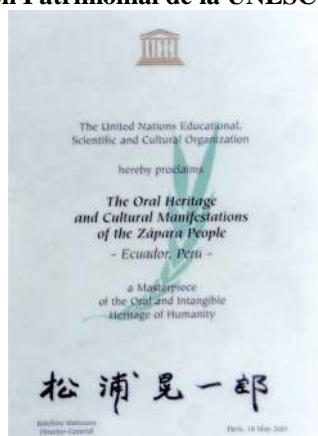 n Patrimonial de la UNESC
The United Nations Educational,
Scientific and Cultural Organization
hereby proclaims
The Oral Heritage
and Cultural Manifestations
of the Zápara People
– Ecuador, Peru –
a Masterpiece
of the Oral and Intangible
Heritage of Humanity
松浦晃一郎
Koïchiro Matsuura
Director-General
Paris, 18 May 2001